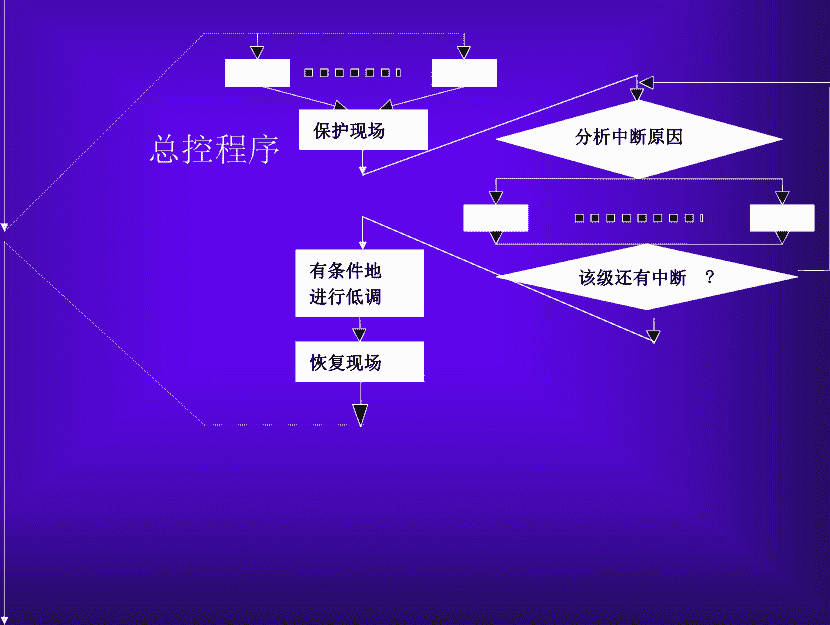 保护现场
分析中断原因
总控程序
有条件地
进行低调
该级还有中断 ?
恢复现场